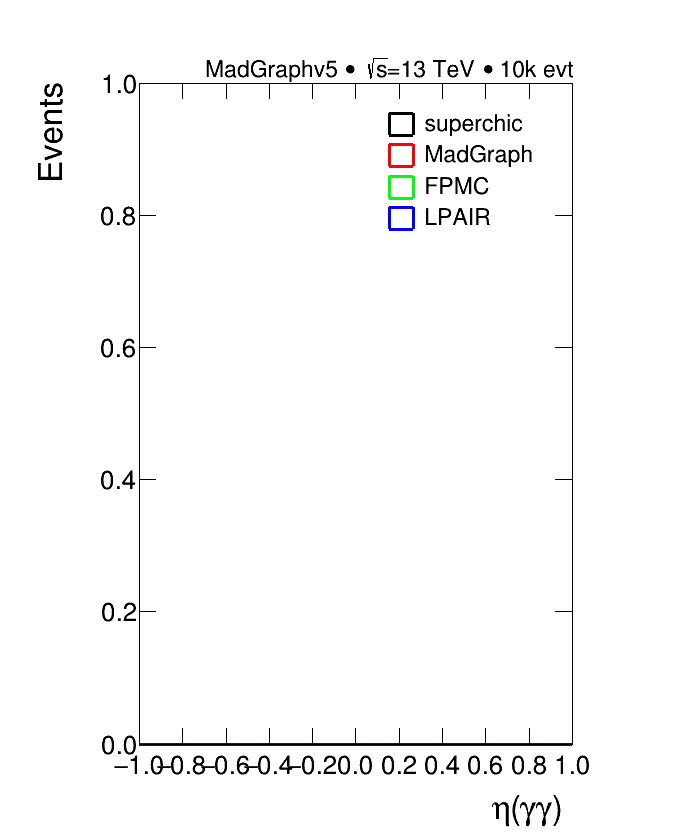 MadGraphv5 • √s=13 TeV • 10k evt
Events
1.0
superchic
MadGraph
FPMC
LPAIR
0.8
0.6
0.4
0.2
0.0
−1.0 −0.8 −0.6 −0.4 −0.2 0.0 0.2 0.4 0.6 0.8 1.0
η(γγ)